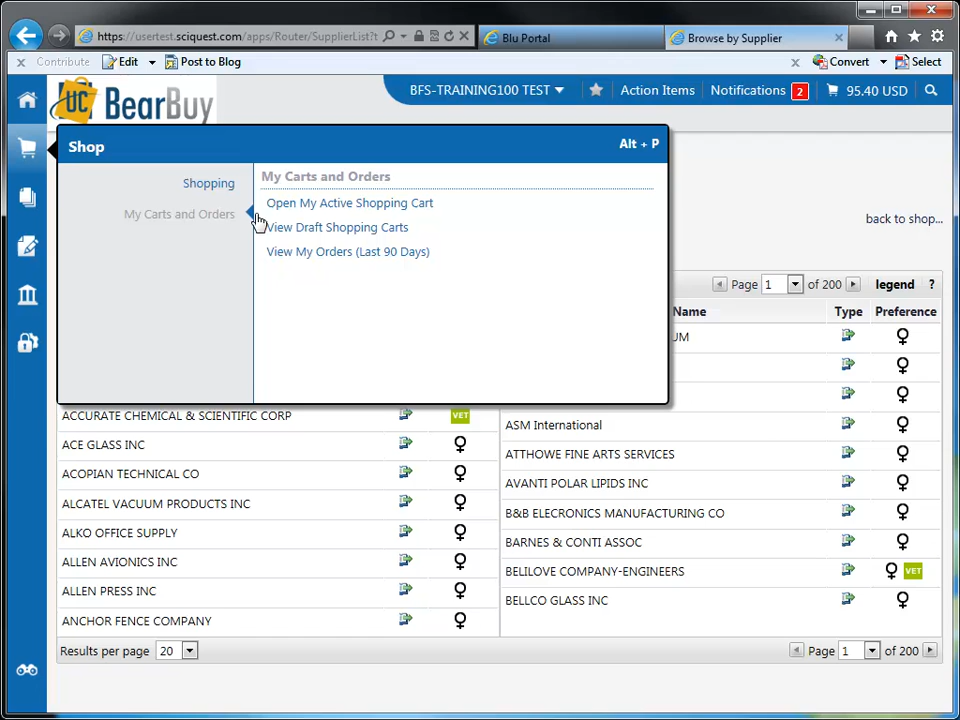 https://usertest.sciquest.com/apps/Router/SupplierList?t
Blu Portal
Browse by Supplier
x Contribute Edit Post to Blog
x Convert Select
UC BearBuy
BFS-TRAINING100 TEST
Action Items
Notifications 2
95.40 USD
Shop
Alt + P
Shopping
My Carts and Orders
My Carts and Orders
Open My Active Shopping Cart
View Draft Shopping Carts
View My Orders (Last 90 Days)
back to shop...
Page 1 of 200
legend ?
Name Type Preference
UM
ACCURATE CHEMICAL & SCIENTIFIC CORP VET
ACE GLASS INC
ACOPIAN TECHNICAL CO
ALCATEL VACUUM PRODUCTS INC
ALKO OFFICE SUPPLY
ALLEN AVIONICS INC
ALLEN PRESS INC
ANCHOR FENCE COMPANY
ASM International
ATTHOWE FINE ARTS SERVICES
AVANTI POLAR LIPIDS INC
B&B ELECRONICS MANUFACTURING CO
BARNES & CONTI ASSOC
BELILOVE COMPANY-ENGINEERS VET
BELLCO GLASS INC
Results per page 20
Page 1 of 200